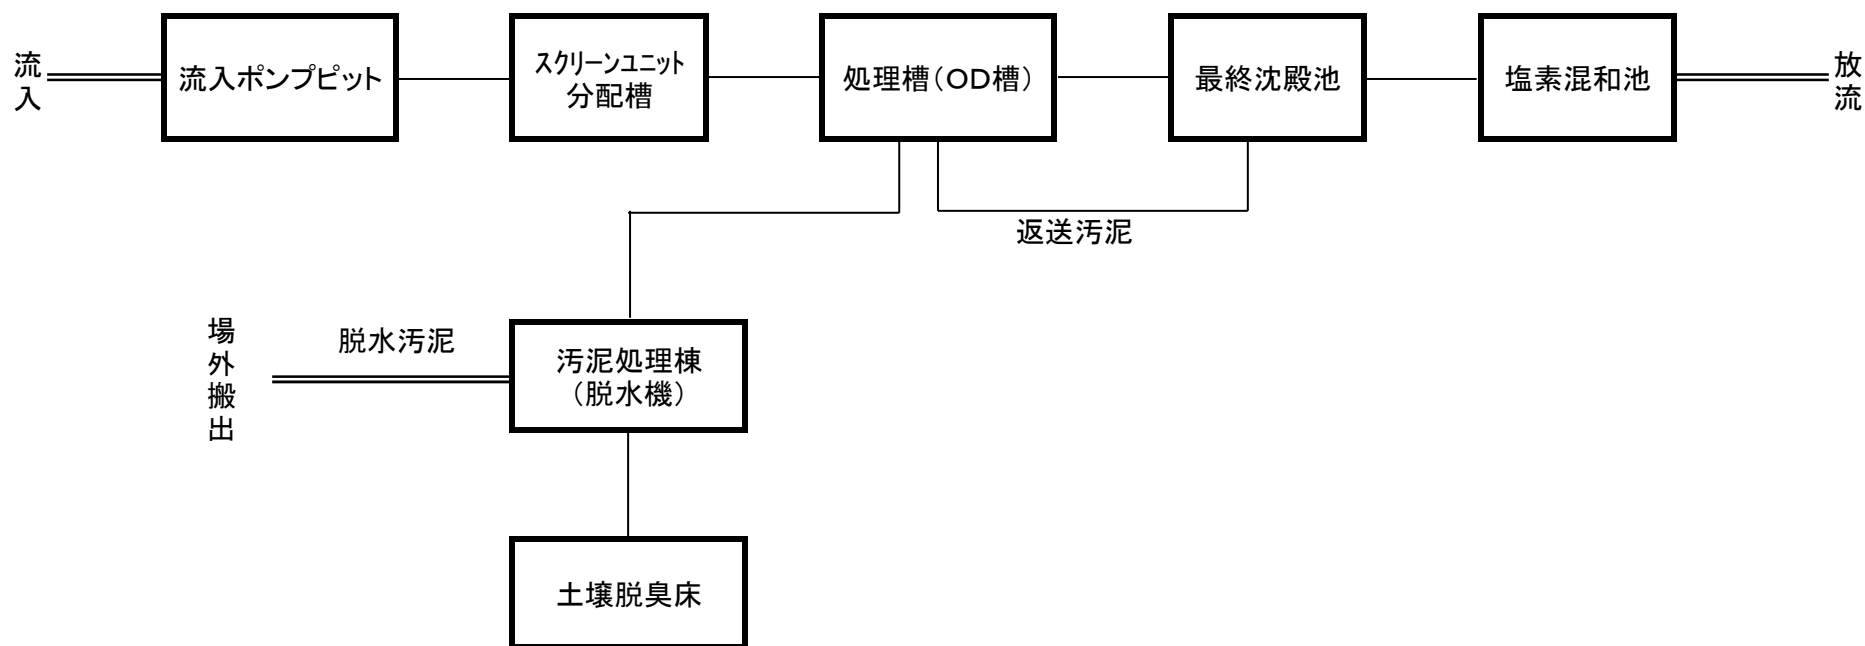 流入
流入ポンプピット
スクリーンユニット
分配槽
処理槽(OD槽)
最終沈殿池
塩素混和池
放流
返送汚泥
場外搬出
脱水汚泥
汚泥処理棟
(脱水機)
土壌脱臭床